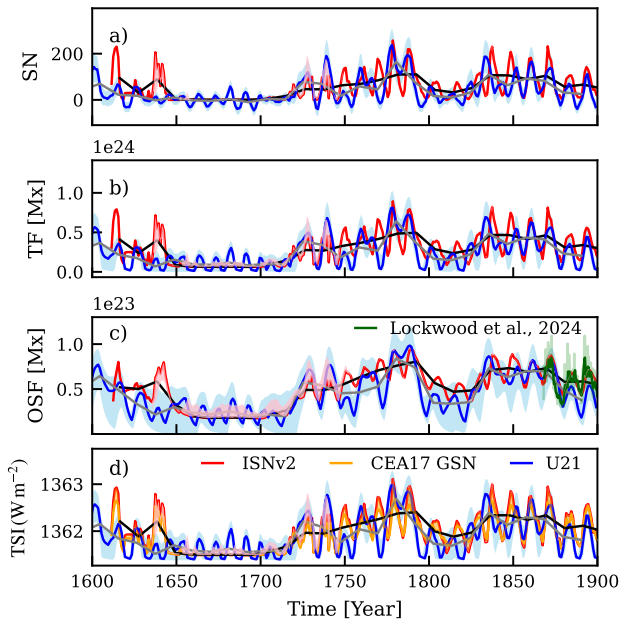 a)
SN
200
0
1e24
b)
TF [Mx]
1.0
0.5
0.0
1e23
c)
Lockwood et al., 2024
OSF [Mx]
1.0
0.5
d)
ISNv2 CEA17 GSN U21
TSI (W m−2)
1363
1362
1600 1650 1700 1750 1800 1850 1900
Time [Year]